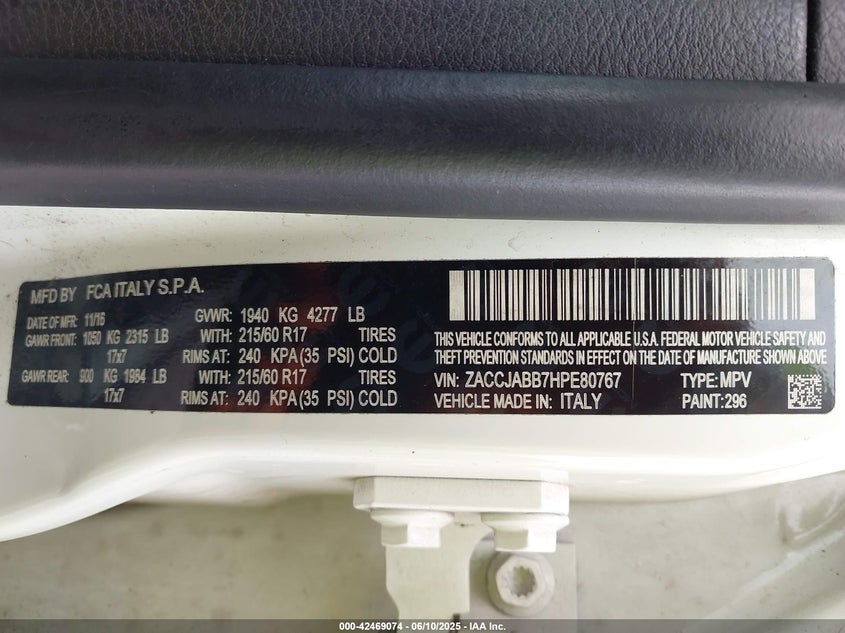 MFD BY FCA ITALY S.P.A.
DATE OF MFR: 11/16 GVWR: 1940 KG 4277 LB
GAWR FRONT: 1050 KG 2315 LB WITH: 215/60 R17 TIRES
17x7 RIMS AT: 240 KPA (35 PSI) COLD
GAWR REAR: 900 KG 1984 LB WITH: 215/60 R17 TIRES
17x7 RIMS AT: 240 KPA (35 PSI) COLD
THIS VEHICLE CONFORMS TO ALL APPLICABLE U.S.A. FEDERAL MOTOR VEHICLE SAFETY AND
THEFT PREVENTION STANDARDS IN EFFECT ON THE DATE OF MANUFACTURE SHOWN ABOVE
VIN: ZACCJABB7HPE80767 TYPE: MPV
VEHICLE MADE IN: ITALY PAINT: 296
000-42469074 - 06/10/2025 - IAA Inc.